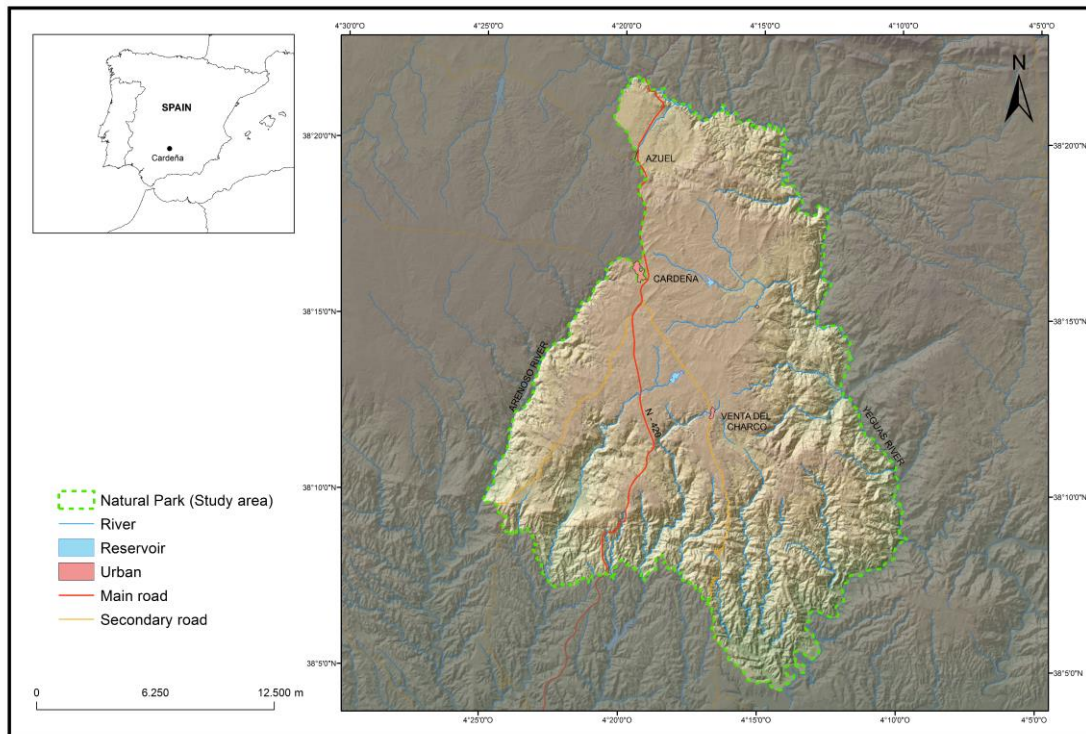 SPAIN
Cardeña
4°30'0"O 4°25'0"O 4°20'0"O 4°15'0"O 4°10'0"O 4°5'0"O
N
38°20'0"N 38°20'0"N
AZUEL
CARDEÑA
38°15'0"N 38°15'0"N
ARENOSO RIVER
N - 420
VENTA DEL
CHARCO
YEGUAS RIVER
38°10'0"N 38°10'0"N
Natural Park (Study area)
River
Reservoir
Urban
Main road
Secondary road
38°5'0"N 38°5'0"N
0 6.250 12.500 m
4°25'0"O 4°20'0"O 4°15'0"O 4°10'0"O 4°5'0"O